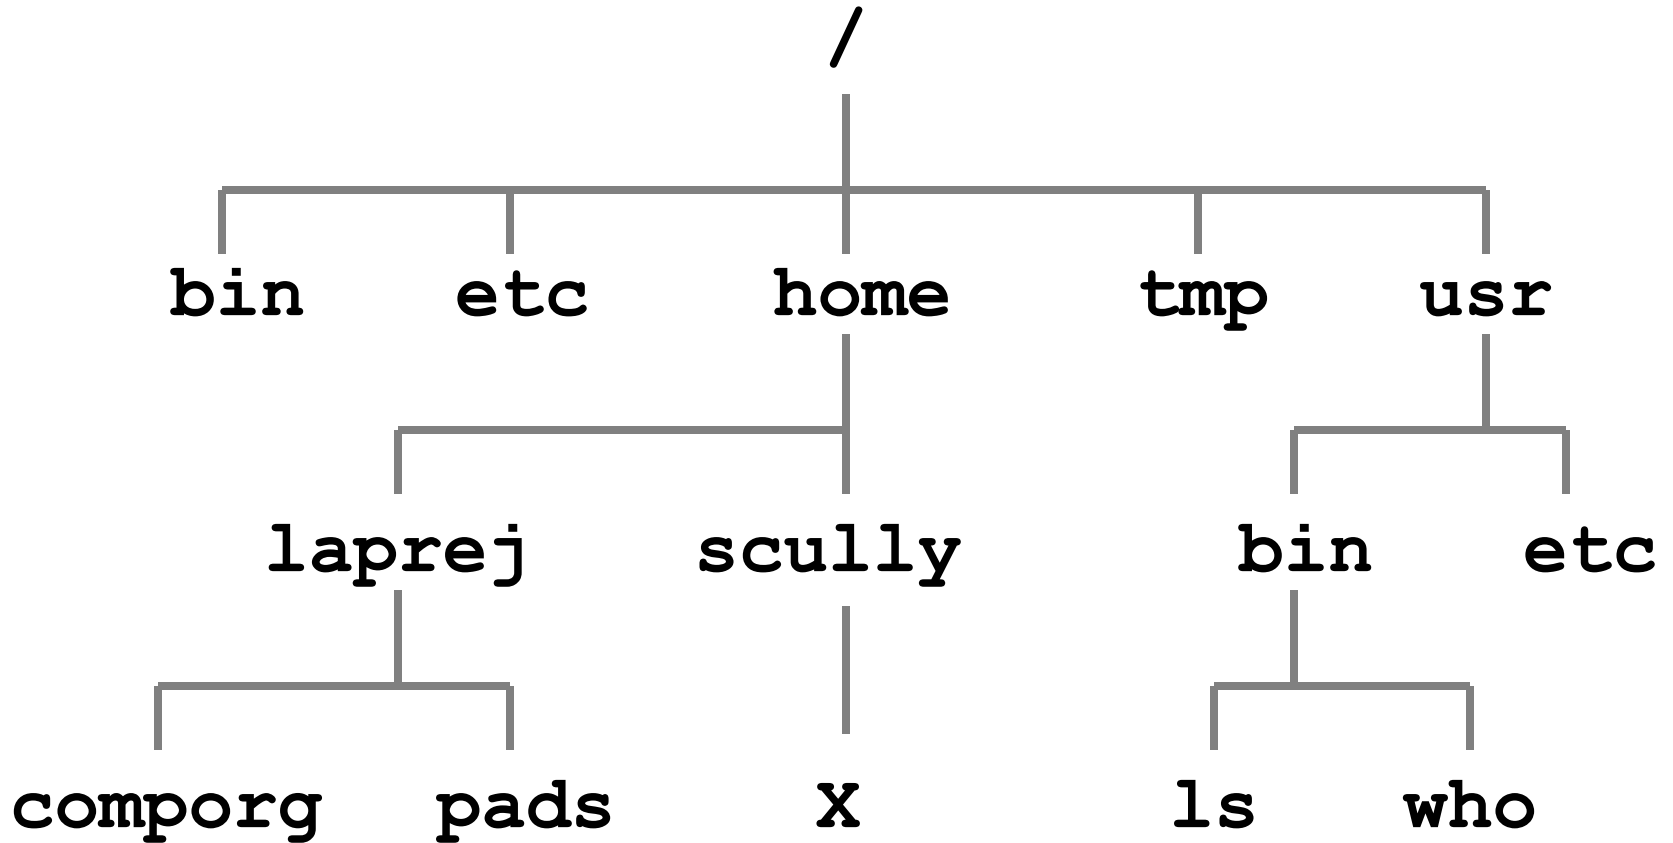 /
bin etc home tmp usr
laprej scully bin etc
comporg pads X ls who